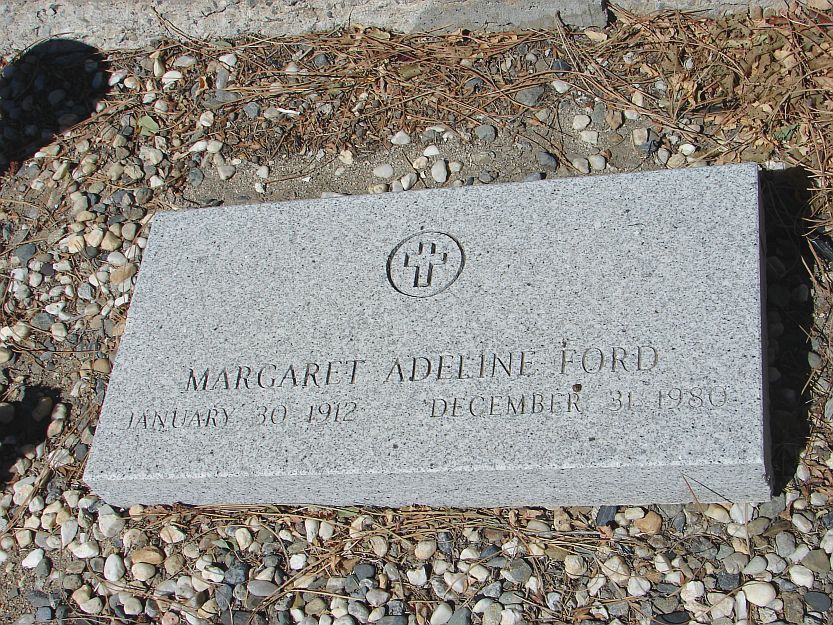 MARGARET ADELINE FORD
JANUARY 30 1912 DECEMBER 31 1980